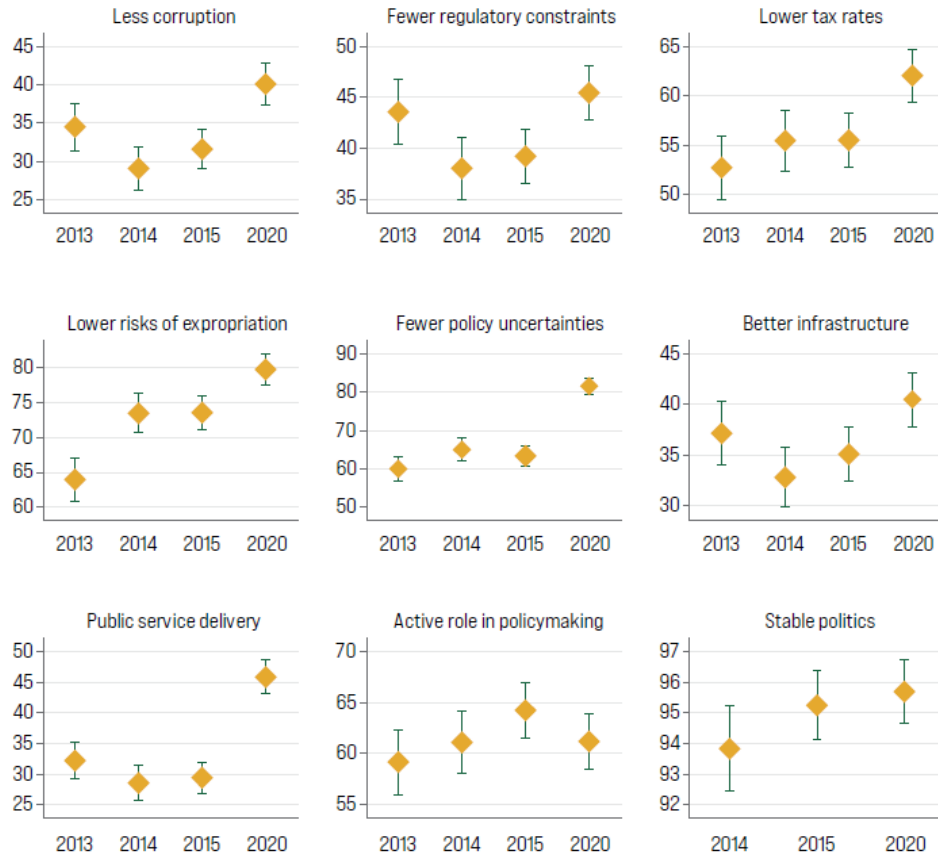 Less corruption
45
40
35
30
25
2013 2014 2015 2020
Fewer regulatory constraints
50
45
40
35
2013 2014 2015 2020
Lower tax rates
65
60
55
50
2013 2014 2015 2020
Lower risks of expropriation
80
75
70
65
60
2013 2014 2015 2020
Fewer policy uncertainties
90
80
70
60
50
2013 2014 2015 2020
Better infrastructure
45
40
35
30
2013 2014 2015 2020
Public service delivery
50
45
40
35
30
25
2013 2014 2015 2020
Active role in policymaking
70
65
60
55
2013 2014 2015 2020
Stable politics
97
96
95
94
93
92
2014 2015 2020